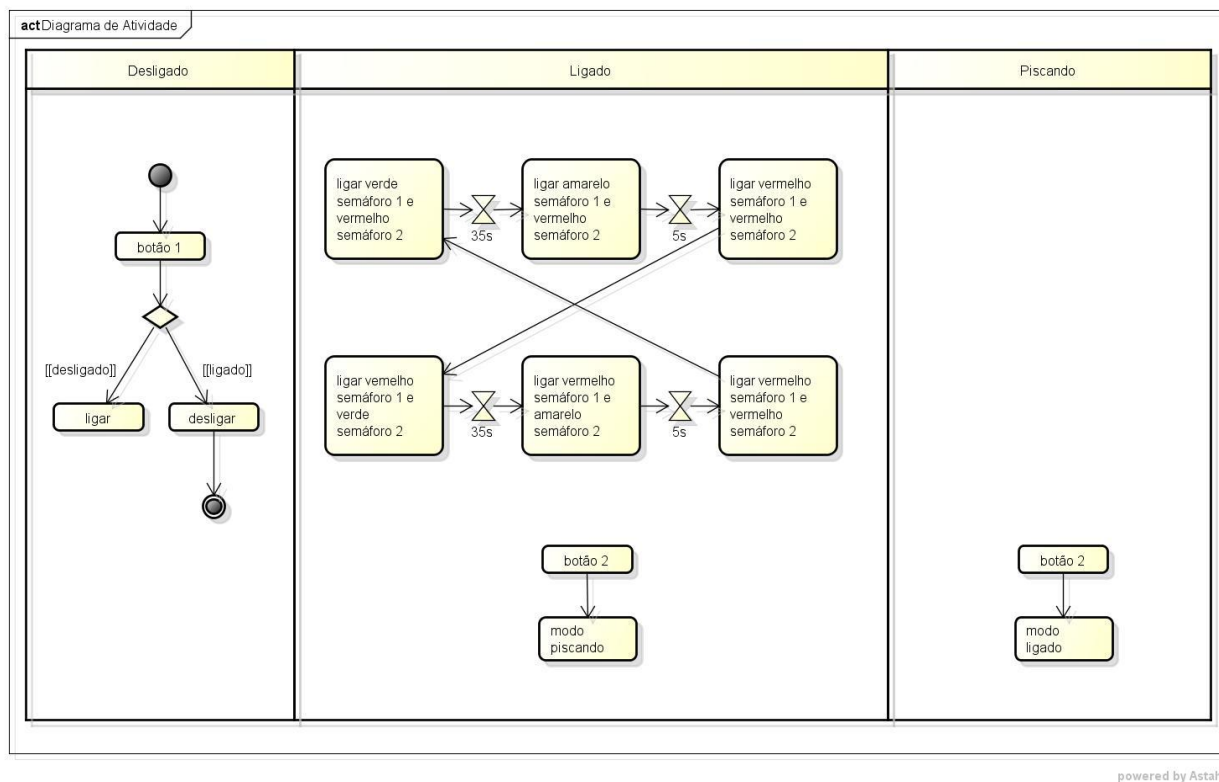 act Diagrama de Atividade
Desligado
Ligado
Piscando
botão 1
[[desligado]]
[[ligado]]
ligar
desligar
ligar verde
semáforo 1 e
vermelho
semáforo 2
35s
ligar amarelo
semáforo 1 e
vermelho
semáforo 2
5s
ligar vermelho
semáforo 1 e
vermelho
semáforo 2
ligar vemelho
semáforo 1 e
verde
semáforo 2
35s
ligar vermelho
semáforo 1 e
amarelo
semáforo 2
5s
ligar vermelho
semáforo 1 e
vermelho
semáforo 2
botão 2
modo
piscando
botão 2
modo
ligado
powered by Astah